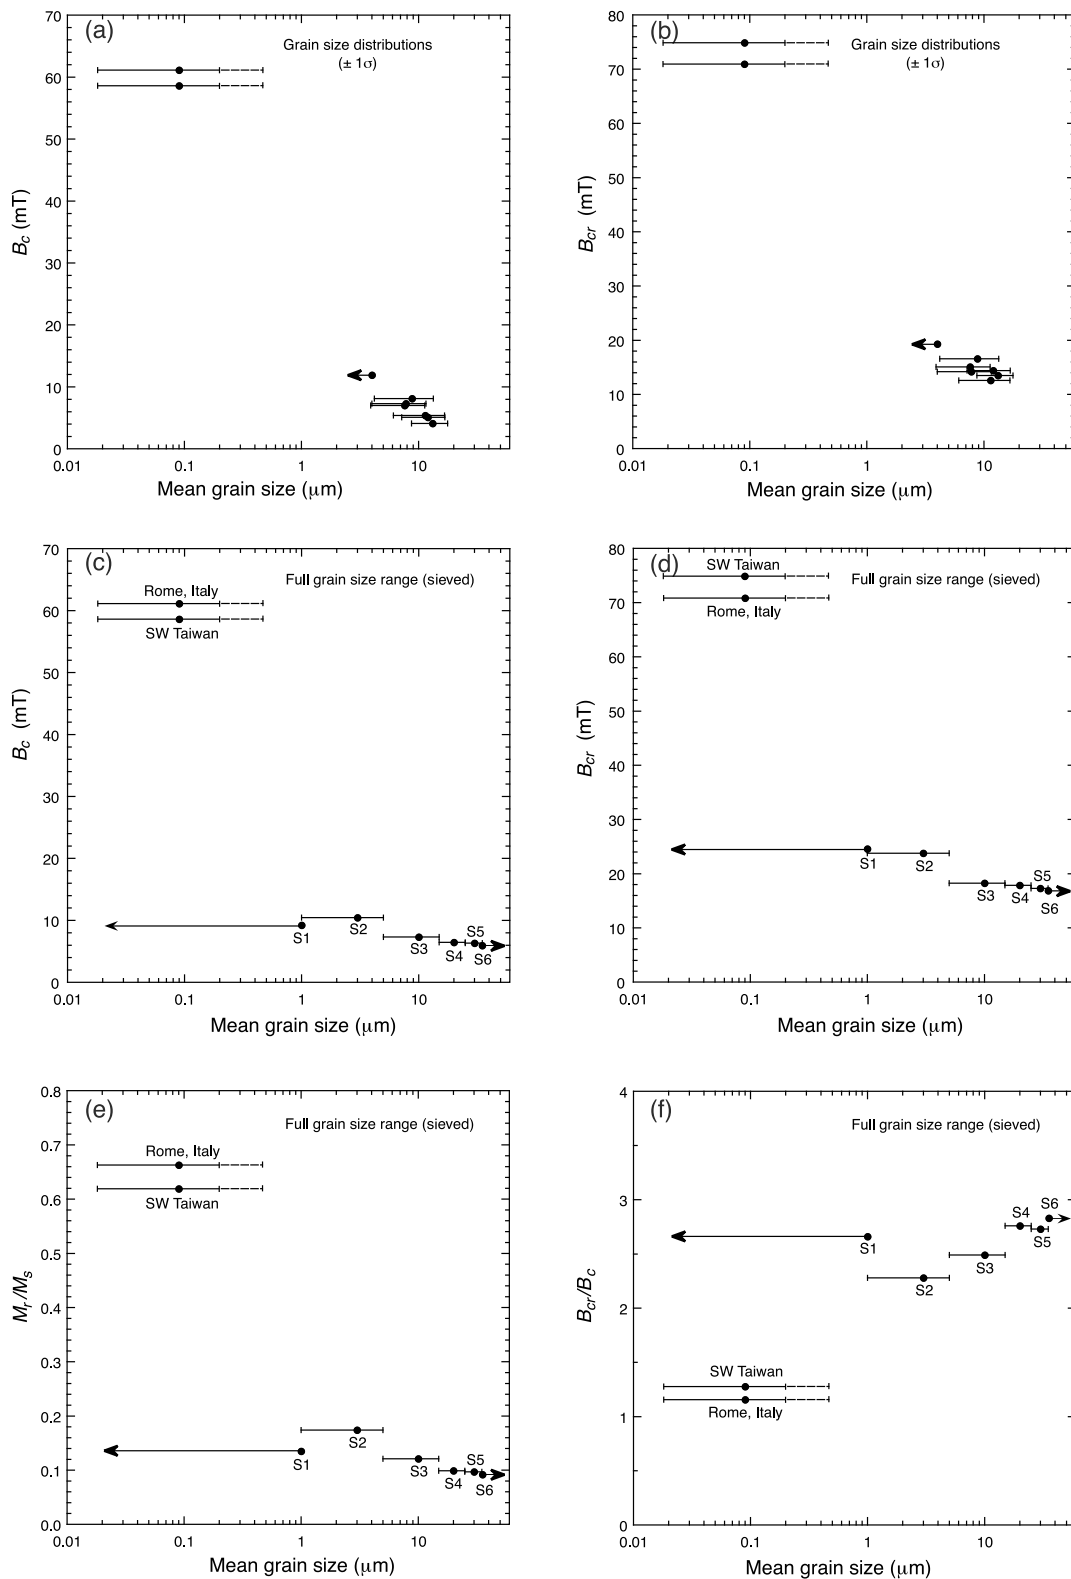 (a)
Grain size distributions
(± 1σ)
70
60
50
40
30
20
10
0
Bc (mT)
0.01 0.1 1 10
Mean grain size (μm)
(b)
Grain size distributions
(± 1σ)
80
70
60
50
40
30
20
10
0
Bcr (mT)
0.01 0.1 1 10
Mean grain size (μm)
(c)
Full grain size range (sieved)
Rome, Italy
SW Taiwan
70
60
50
40
30
20
10
0
Bc (mT)
S1
S2
S3
S4
S5
S6
0.01 0.1 1 10
Mean grain size (μm)
(d)
SW Taiwan
Full grain size range (sieved)
Rome, Italy
80
70
60
50
40
30
20
10
0
Bcr (mT)
S1
S2
S3
S4
S5
S6
0.01 0.1 1 10
Mean grain size (μm)
(e)
Full grain size range (sieved)
Rome, Italy
SW Taiwan
0.8
0.7
0.6
0.5
0.4
0.3
0.2
0.1
0.0
Mr/Ms
S1
S2
S3
S4
S5
S6
0.01 0.1 1 10
Mean grain size (μm)
(f)
Full grain size range (sieved)
4
3
2
1
0
Bcr/Bc
S1
S2
S3
S4
S5
S6
SW Taiwan
Rome, Italy
0.01 0.1 1 10
Mean grain size (μm)